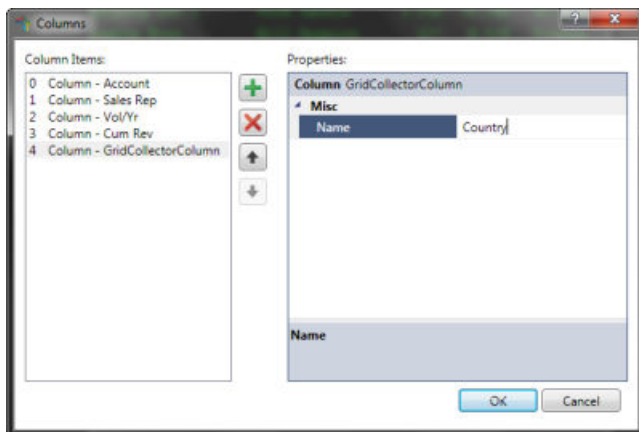 Columns
Column Items:
0 Column - Account
1 Column - Sales Rep
2 Column - Vol/Yr
3 Column - Cum Rev
4 Column - GridCollectorColumn
Properties:
Column GridCollectorColumn
Misc
Name Country
Name
OK Cancel